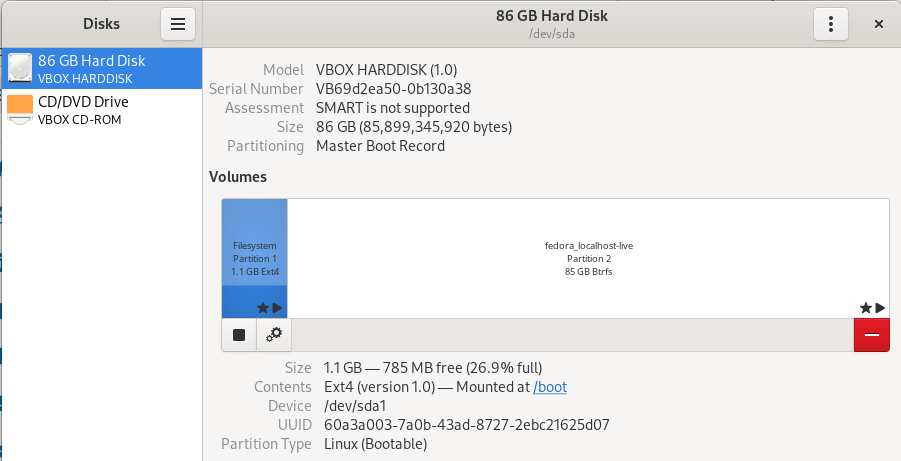 Disks
86 GB Hard Disk
/dev/sda
86 GB Hard Disk
VBOX HARDDISK
CD/DVD Drive
VBOX CD-ROM
Model VBOX HARDDISK (1.0)
Serial Number VB69d2ea50-0b130a38
Assessment SMART is not supported
Size 86 GB (85,899,345,920 bytes)
Partitioning Master Boot Record
Volumes
Filesystem
Partition 1
1.1 GB Ext4
fedora_localhost-live
Partition 2
85 GB Btrfs
Size 1.1 GB — 785 MB free (26.9% full)
Contents Ext4 (version 1.0) — Mounted at /boot
Device /dev/sda1
UUID 60a3a003-7a0b-43ad-8727-2ebc21625d07
Partition Type Linux (Bootable)